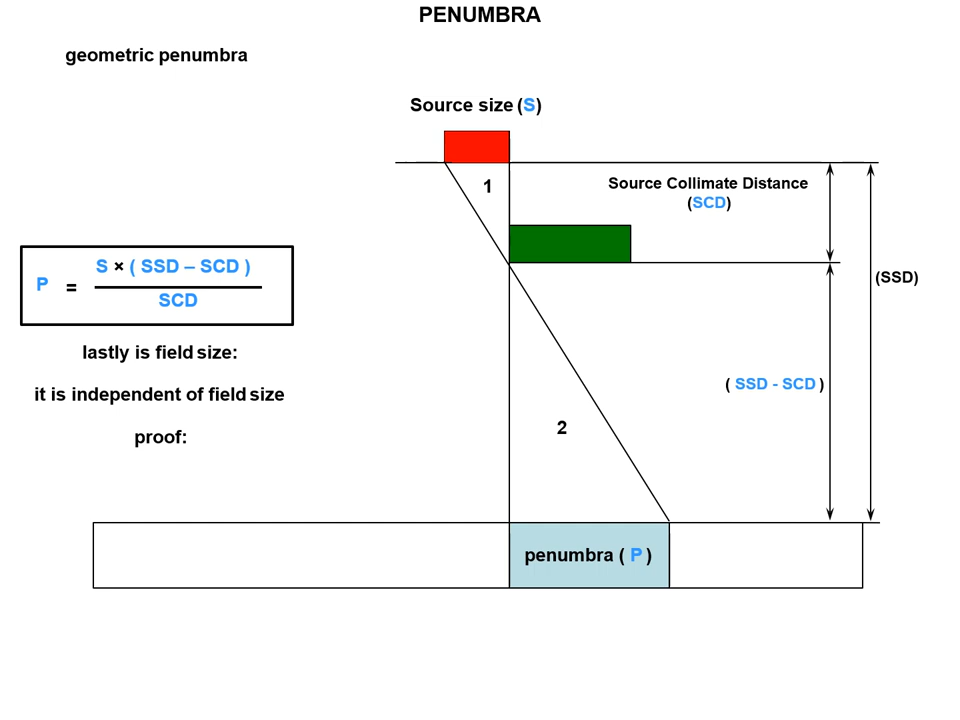 PENUMBRA
geometric penumbra
Source size (S)
1
Source Collimate Distance
(SCD)
(SSD)
P = S × ( SSD – SCD )
SCD
lastly is field size:
it is independent of field size
proof:
( SSD - SCD )
2
penumbra ( P )